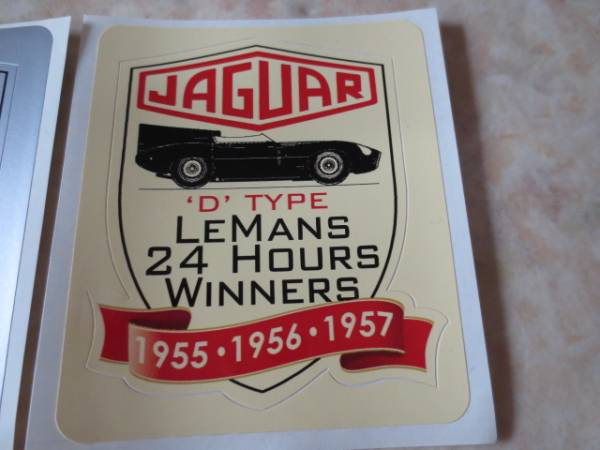 JAGUAR
'D' TYPE
LEMANS
24 HOURS
WINNERS
1955 • 1956 • 1957